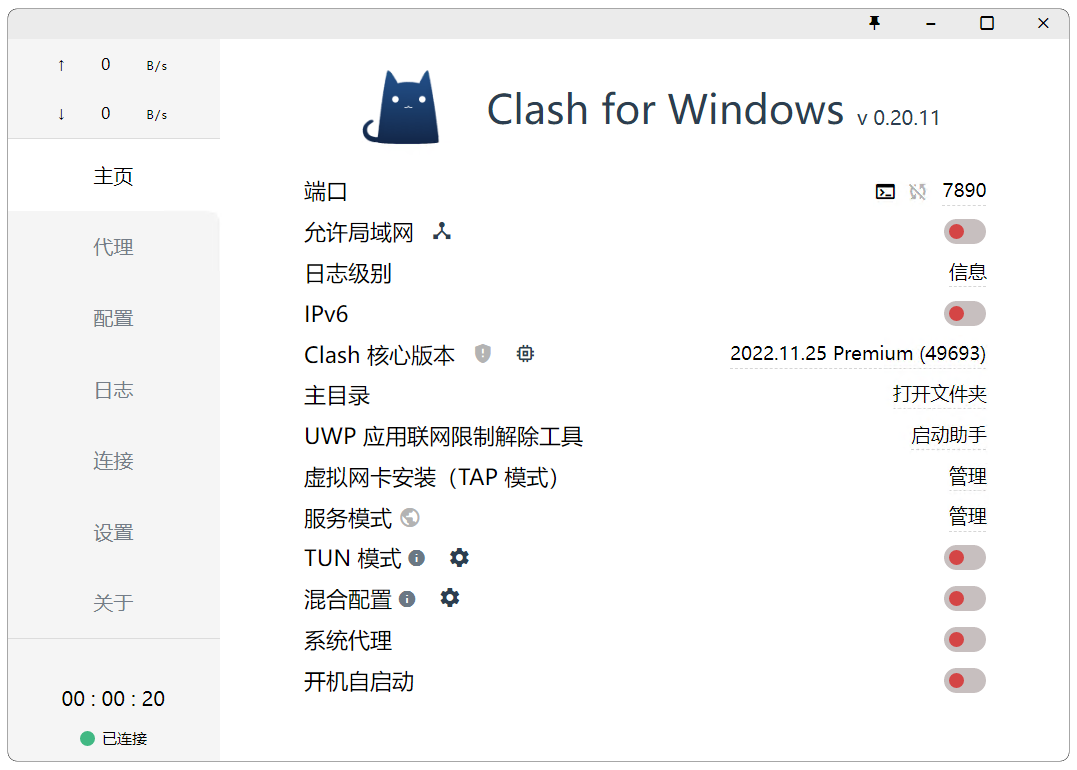 ↑ 0 B/s
↓ 0 B/s
主页
代理
配置
日志
连接
设置
关于
00 : 00 : 20
已连接
Clash for Windows v 0.20.11
端口 7890
允许局域网
日志级别 信息
IPv6
Clash 核心版本 2022.11.25 Premium (49693)
主目录 打开文件夹
UWP 应用联网限制解除工具 启动助手
虚拟网卡安装（TAP 模式） 管理
服务模式 管理
TUN 模式
混合配置
系统代理
开机自启动